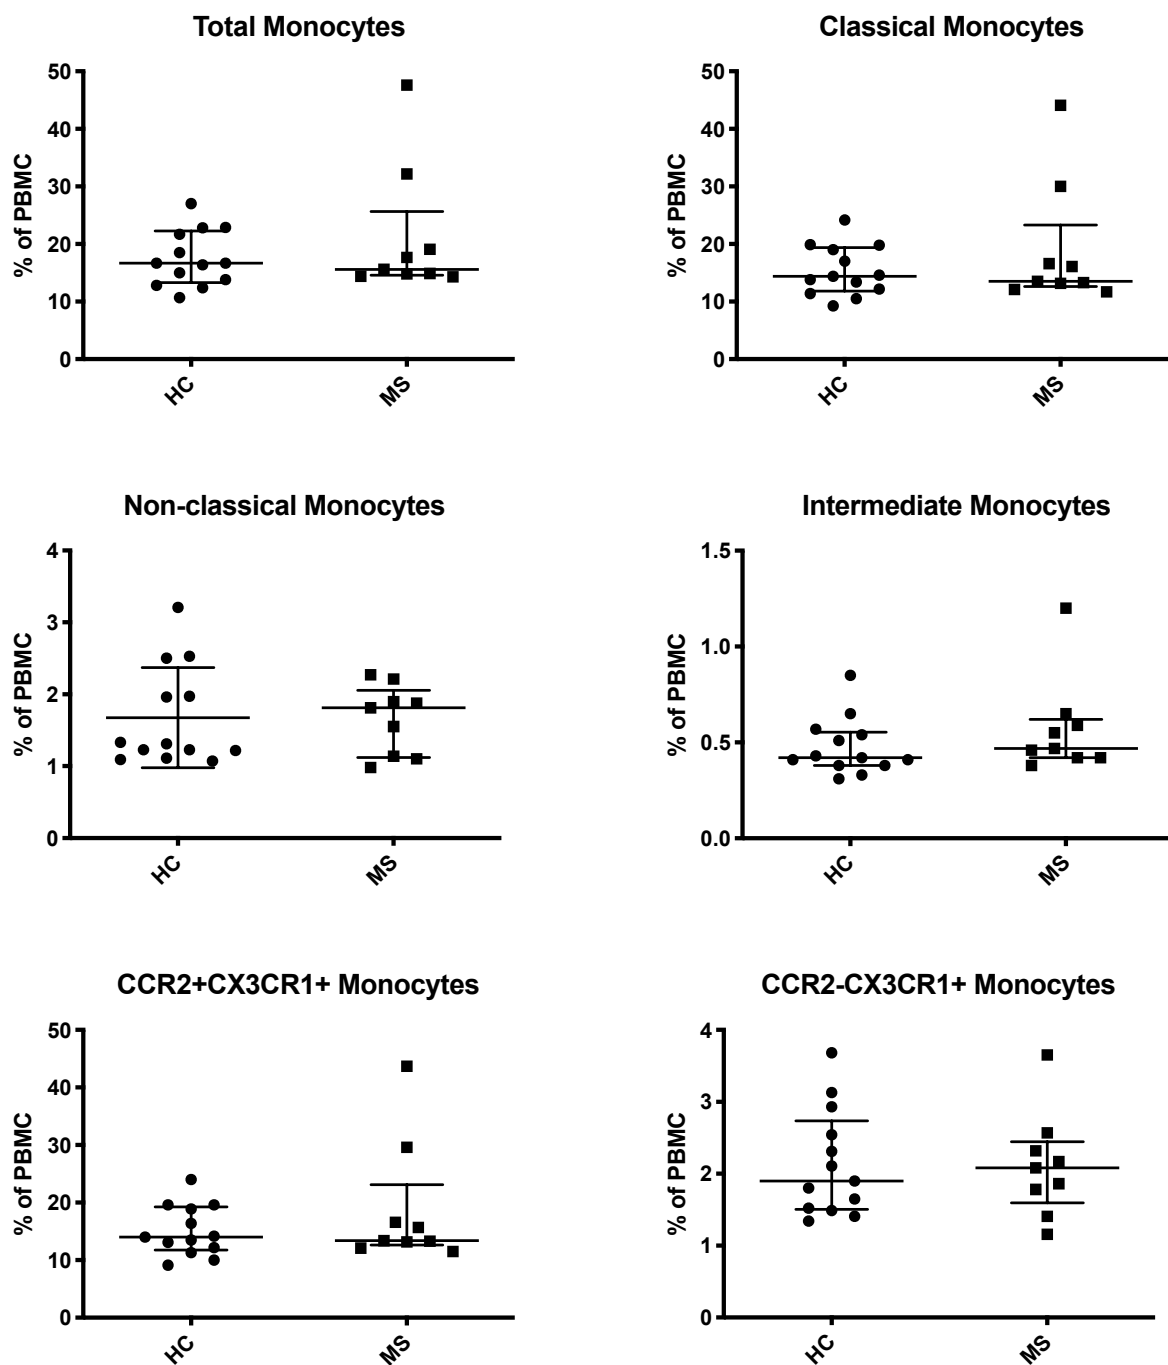 Total Monocytes
% of PBMC
50
40
30
20
10
0
HC
MS
Classical Monocytes
% of PBMC
50
40
30
20
10
0
HC
MS
Non-classical Monocytes
% of PBMC
4
3
2
1
0
HC
MS
Intermediate Monocytes
% of PBMC
1.5
1.0
0.5
0.0
HC
MS
CCR2+CX3CR1+ Monocytes
% of PBMC
50
40
30
20
10
0
HC
MS
CCR2-CX3CR1+ Monocytes
% of PBMC
4
3
2
1
0
HC
MS